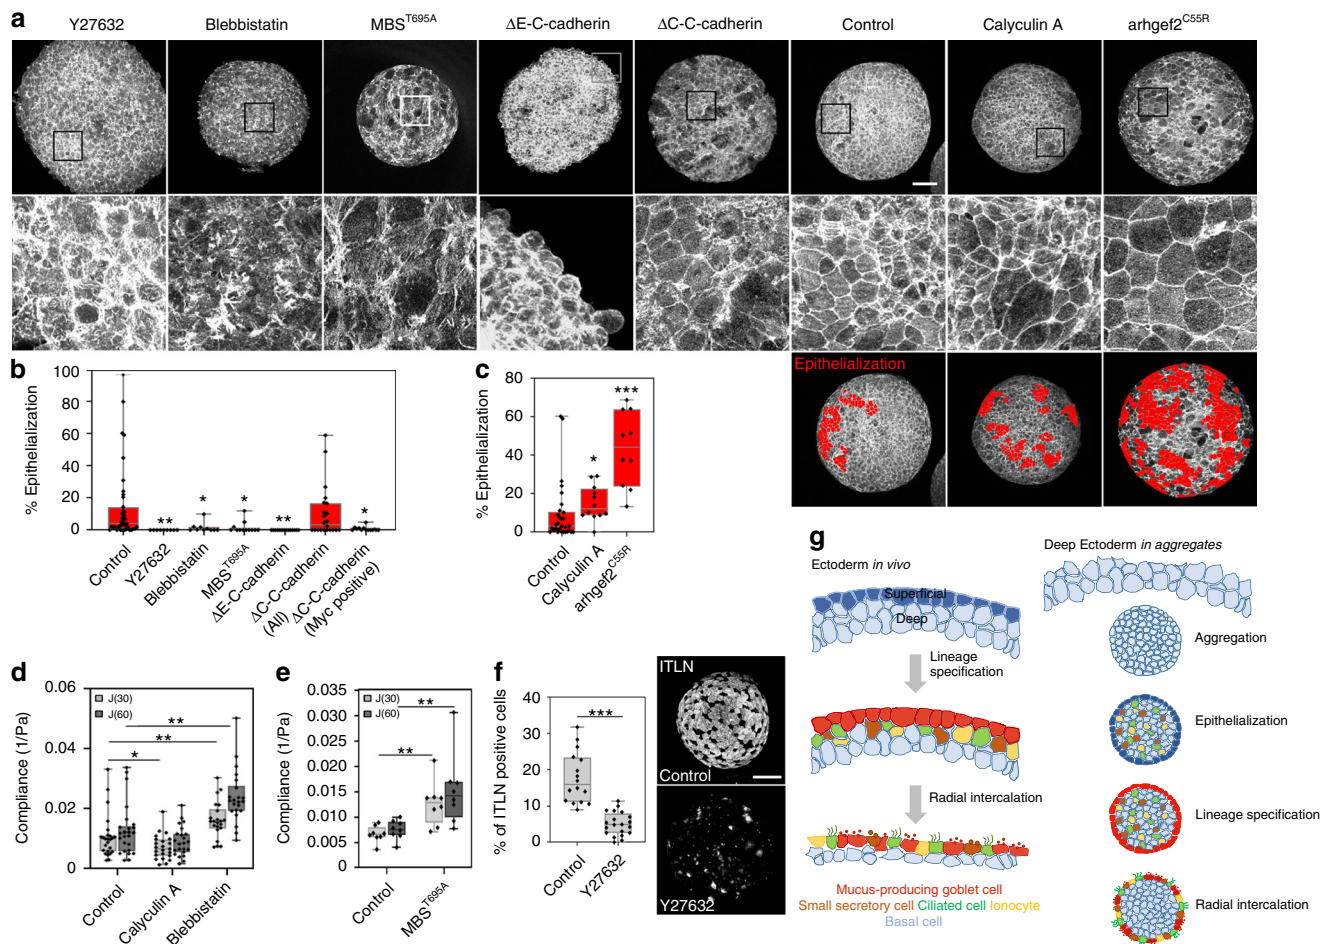 a
Y27632
Blebbistatin
MBS^T695A
ΔE-C-cadherin
ΔC-C-cadherin
Control
Calyculin A
arhgef2^C55R
Epithelialization
b
% Epithelialization
100
80
60
40
20
0
**
*
*
**
*
Control
Y27632
Blebbistatin
MBS^T695A
ΔE-C-cadherin
ΔC-C-cadherin
(All)
ΔC-C-cadherin
(Myc positive)
c
% Epithelialization
80
60
40
20
0
*
***
Control
Calyculin A
arhgef2^C55R
d
Compliance (1/Pa)
0.06
0.04
0.02
0
J(30)
J(60)
**
**
*
Control
Calyculin A
Blebbistatin
e
Compliance (1/Pa)
0.035
0.030
0.025
0.020
0.015
0.010
0.005
0
J(30)
J(60)
**
**
Control
MBS^T695A
f
% of ITLN positive cells
40
30
20
10
0
***
Control
Y27632
ITLN
Control
Y27632
g
Ectoderm in vivo
Superficial
Deep
Lineage
specification
Radial intercalation
Mucus-producing goblet cell
Small secretory cell Ciliated cell Ionocyte
Basal cell
Deep Ectoderm in aggregates
Aggregation
Epithelialization
Lineage specification
Radial intercalation